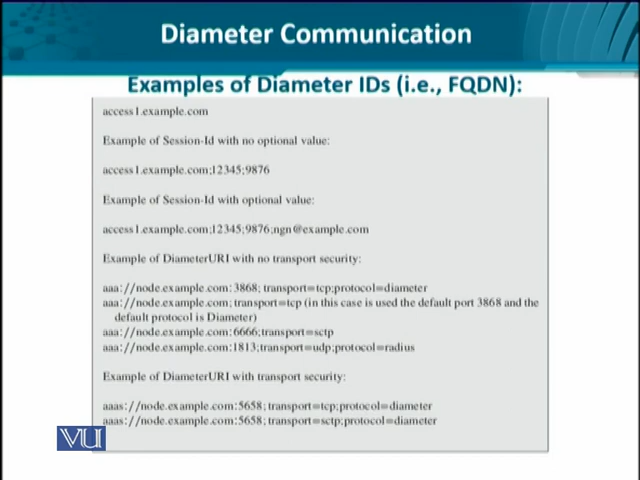 Diameter Communication
Examples of Diameter IDs (i.e., FQDN):
access1.example.com
Example of Session-Id with no optional value:
access1.example.com;12345;9876
Example of Session-Id with optional value:
access1.example.com;12345;9876;ngn@example.com
Example of DiameterURI with no transport security:
aaa://node.example.com:3868; transport=tcp;protocol=diameter
aaa://node.example.com; transport=tcp (in this case is used the default port 3868 and the
default protocol is Diameter)
aaa://node.example.com:6666;transport=sctp
aaa://node.example.com:1813;transport=udp;protocol=radius
Example of DiameterURI with transport security:
aaas://node.example.com:5658; transport=tcp;protocol=diameter
aaas://node.example.com:5658; transport=sctp;protocol=diameter
VU